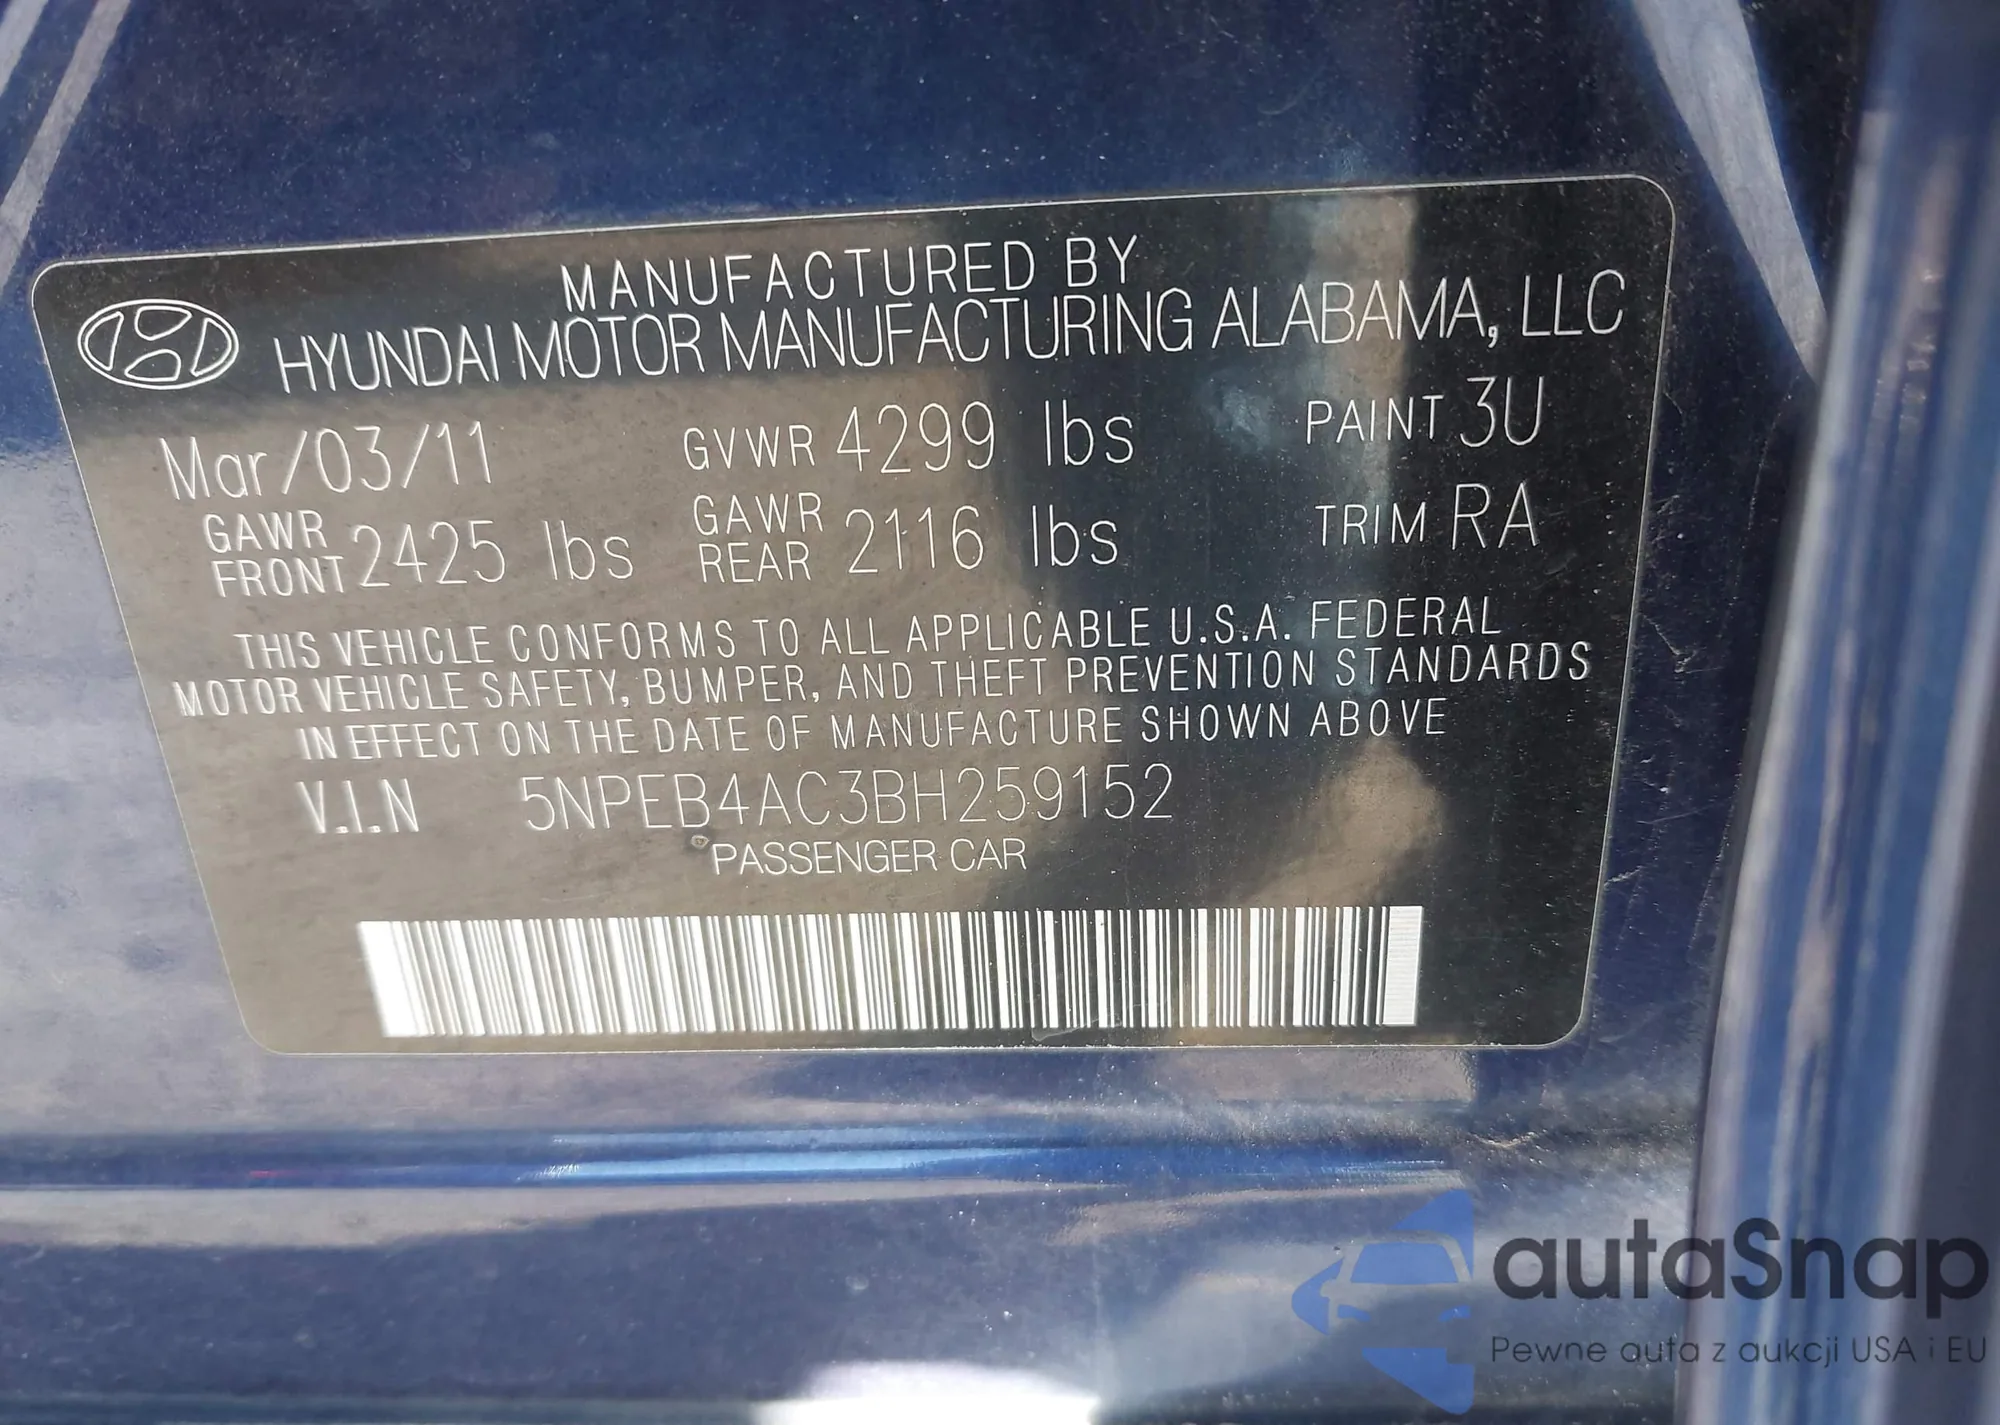 MANUFACTURED BY
HYUNDAI MOTOR MANUFACTURING ALABAMA, LLC
Mar/03/11 GVWR 4299 lbs PAINT 3U
GAWR FRONT 2425 lbs GAWR REAR 2116 lbs TRIM RA
THIS VEHICLE CONFORMS TO ALL APPLICABLE U.S.A. FEDERAL
MOTOR VEHICLE SAFETY, BUMPER, AND THEFT PREVENTION STANDARDS
IN EFFECT ON THE DATE OF MANUFACTURE SHOWN ABOVE
V.I.N 5NPEB4AC3BH259152
PASSENGER CAR
autaSnap
Pewne auta z aukcji USA i EU